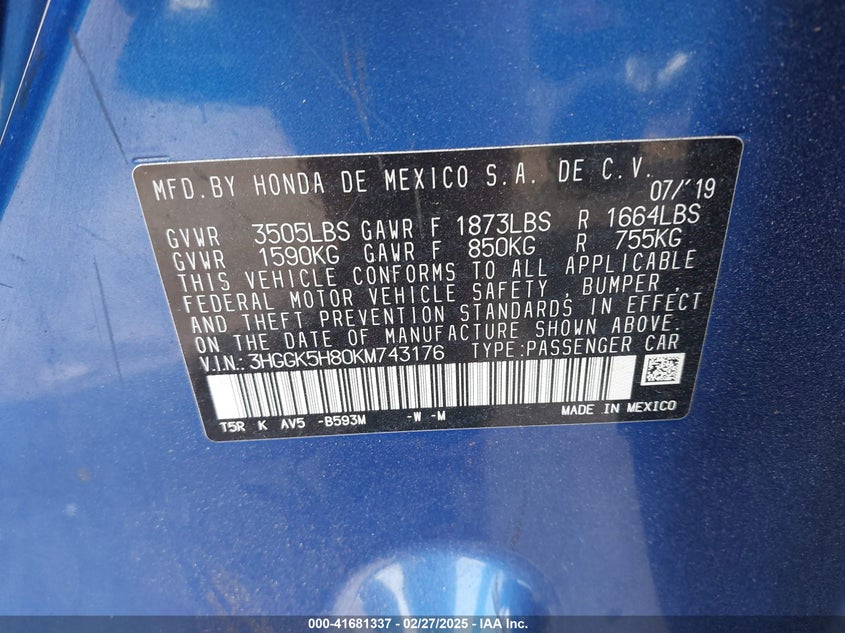 MFD.BY HONDA DE MEXICO S.A. DE C.V.
07/'19
GVWR 3505LBS GAWR F 1873LBS R 1664LBS
GVWR 1590KG GAWR F 850KG R 755KG
THIS VEHICLE CONFORMS TO ALL APPLICABLE
FEDERAL MOTOR VEHICLE SAFETY, BUMPER,
AND THEFT PREVENTION STANDARDS IN EFFECT
ON THE DATE OF MANUFACTURE SHOWN ABOVE.
V.I.N.: 3HGGK5H80KM743176 TYPE:PASSENGER CAR
T5R K AV5 -B593M -W -M MADE IN MEXICO
000-41681337 - 02/27/2025 - IAA Inc.